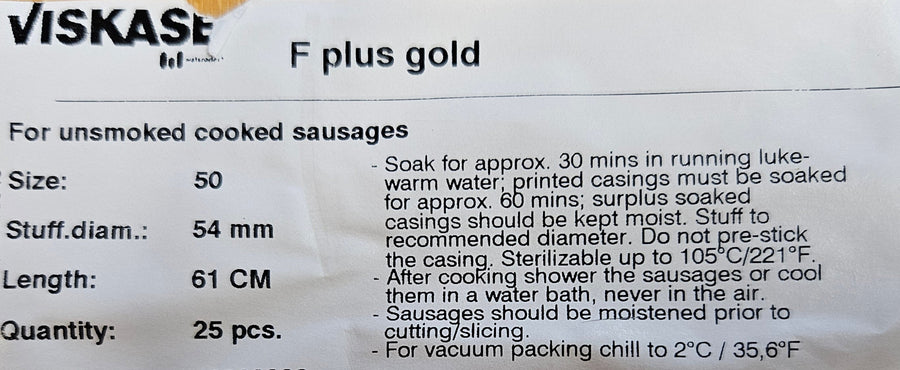 VISKASE
F plus gold
For unsmoked cooked sausages
Size: 50
Stuff.diam.: 54 mm
Length: 61 CM
Quantity: 25 pcs.
- Soak for approx. 30 mins in running luke-
warm water; printed casings must be soaked
for approx. 60 mins; surplus soaked
casings should be kept moist. Stuff to
recommended diameter. Do not pre-stick
the casing. Sterilizable up to 105°C/221°F.
- After cooking shower the sausages or cool
them in a water bath, never in the air.
- Sausages should be moistened prior to
cutting/slicing.
- For vacuum packing chill to 2°C / 35,6°F